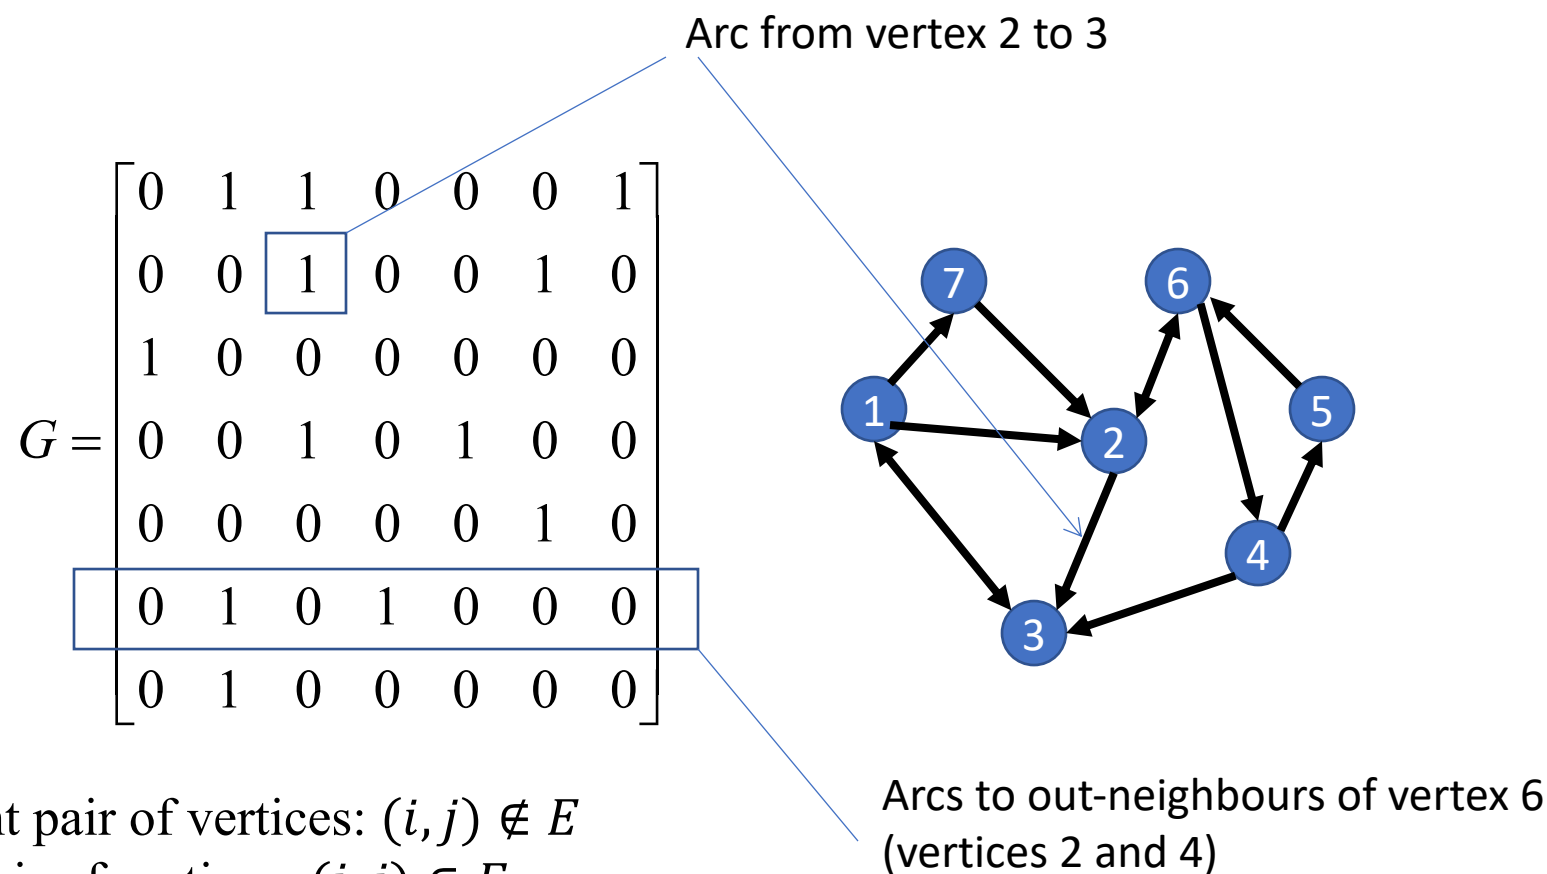 Arc from vertex 2 to 3
0 1 1 0 0 0 1
0 0 1 0 0 1 0
1 0 0 0 0 0 0
G = 0 0 1 0 1 0 0
0 0 0 0 0 1 0
0 1 0 1 0 0 0
0 1 0 0 0 0 0
7 6
1 2 5
4
3
pair of vertices: (i, j) ∉ E
Arcs to out-neighbours of vertex 6
(vertices 2 and 4)